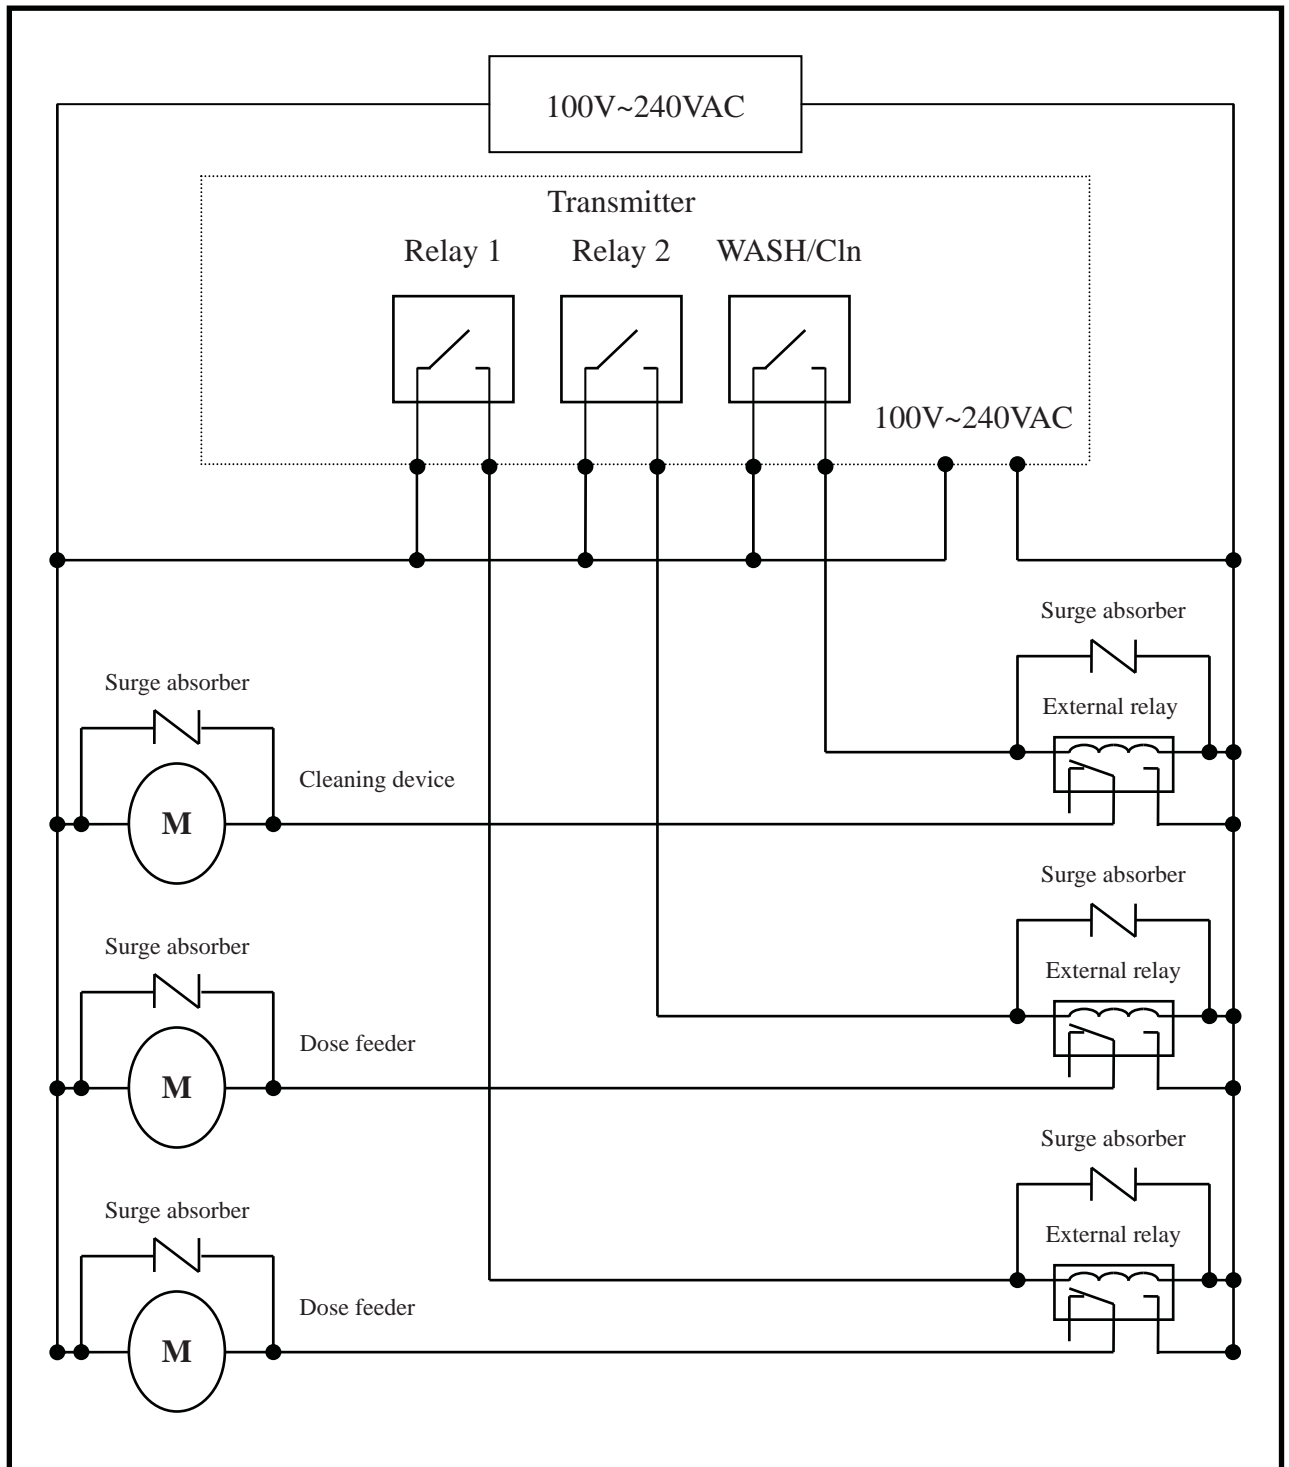 100V~240VAC
Transmitter
Relay 1 Relay 2 WASH/Cln
100V~240VAC
Surge absorber
External relay
Surge absorber
Cleaning device
M
Surge absorber
External relay
Surge absorber
Dose feeder
M
Surge absorber
External relay
Surge absorber
Dose feeder
M